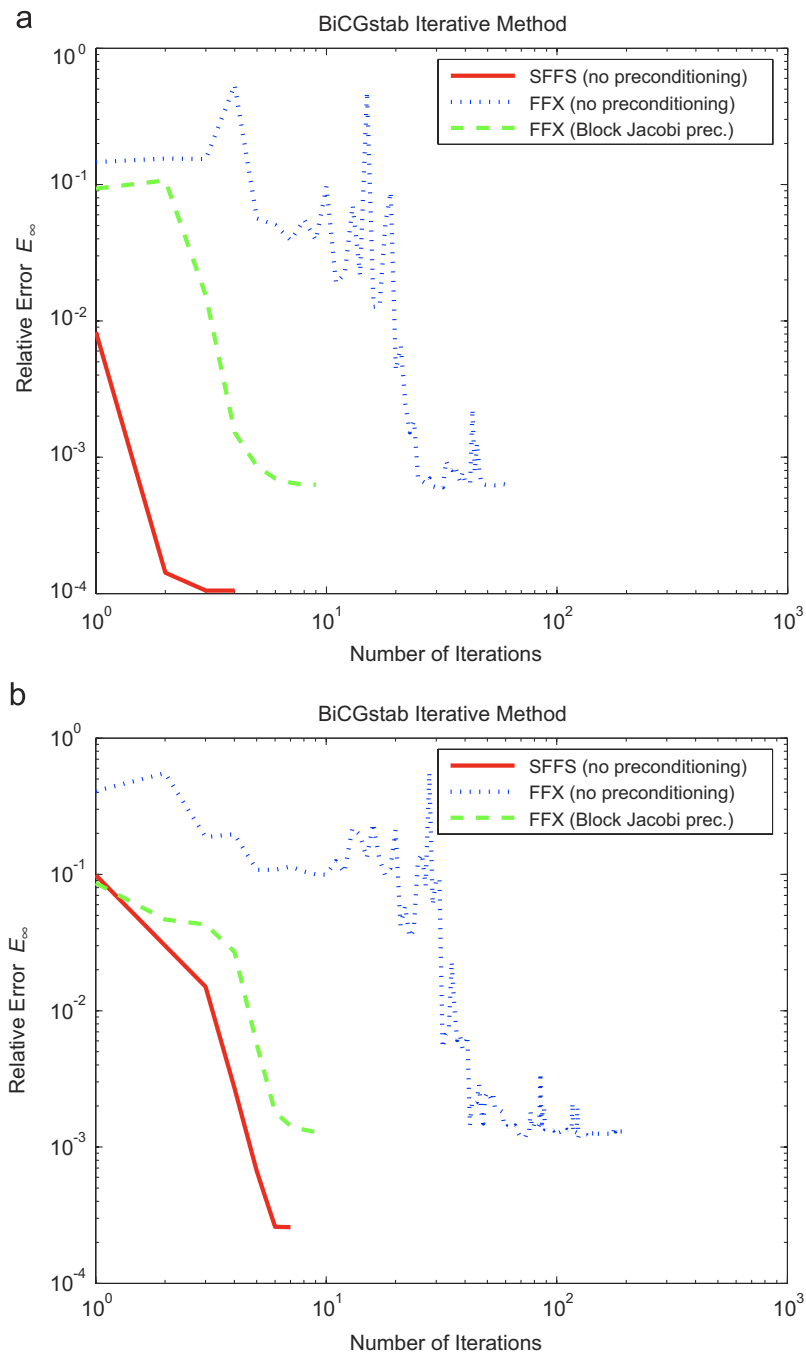 a
BiCGstab Iterative Method
10^0
10^-1
10^-2
10^-3
10^-4
Relative Error E∞
SFFS (no preconditioning)
FFX (no preconditioning)
FFX (Block Jacobi prec.)
10^0 10^1 10^2 10^3
Number of Iterations
b
BiCGstab Iterative Method
10^0
10^-1
10^-2
10^-3
10^-4
Relative Error E∞
SFFS (no preconditioning)
FFX (no preconditioning)
FFX (Block Jacobi prec.)
10^0 10^1 10^2 10^3
Number of Iterations